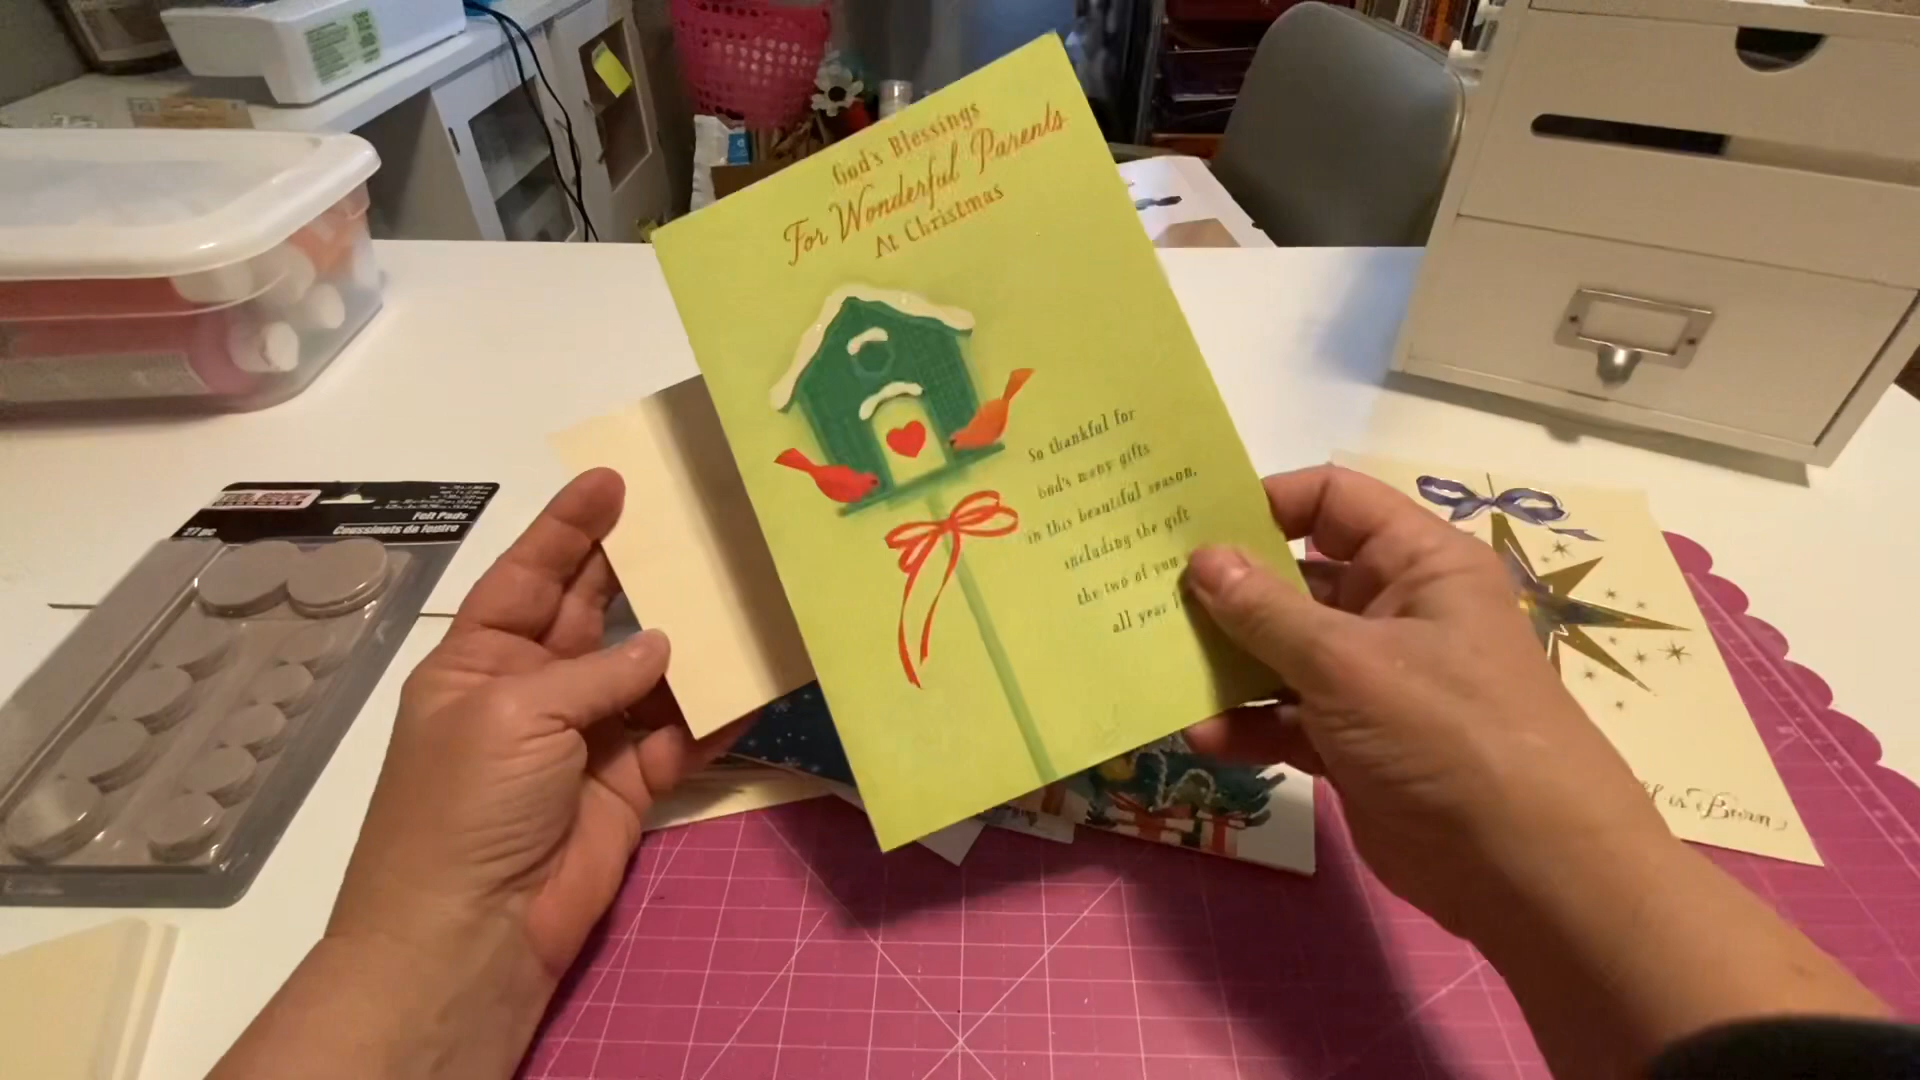 God's Blessings
For Wonderful Parents
At Christmas
So thankful for
God's many gifts
in this beautiful season,
including the gift
the two of you
all year
Felt Pads
Coussinets de feutre
27 pc
is Born